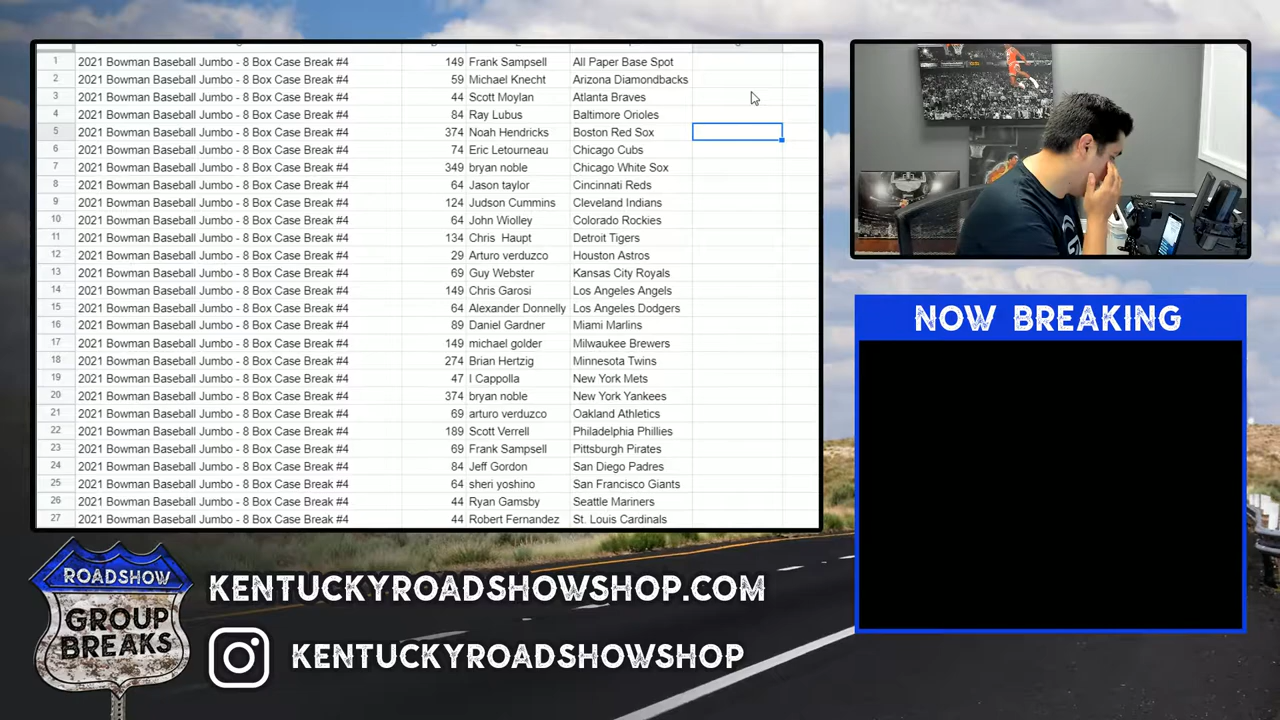 1 2021 Bowman Baseball Jumbo - 8 Box Case Break #4 149 Frank Sampsell All Paper Base Spot
2 2021 Bowman Baseball Jumbo - 8 Box Case Break #4 59 Michael Knecht Arizona Diamondbacks
3 2021 Bowman Baseball Jumbo - 8 Box Case Break #4 44 Scott Moylan Atlanta Braves
4 2021 Bowman Baseball Jumbo - 8 Box Case Break #4 84 Ray Lubus Baltimore Orioles
5 2021 Bowman Baseball Jumbo - 8 Box Case Break #4 374 Noah Hendricks Boston Red Sox
6 2021 Bowman Baseball Jumbo - 8 Box Case Break #4 74 Eric Letourneau Chicago Cubs
7 2021 Bowman Baseball Jumbo - 8 Box Case Break #4 349 bryan noble Chicago White Sox
8 2021 Bowman Baseball Jumbo - 8 Box Case Break #4 64 Jason taylor Cincinnati Reds
9 2021 Bowman Baseball Jumbo - 8 Box Case Break #4 124 Judson Cummins Cleveland Indians
10 2021 Bowman Baseball Jumbo - 8 Box Case Break #4 64 John Wiolley Colorado Rockies
11 2021 Bowman Baseball Jumbo - 8 Box Case Break #4 134 Chris Haupt Detroit Tigers
12 2021 Bowman Baseball Jumbo - 8 Box Case Break #4 29 Arturo verduzco Houston Astros
13 2021 Bowman Baseball Jumbo - 8 Box Case Break #4 69 Guy Webster Kansas City Royals
14 2021 Bowman Baseball Jumbo - 8 Box Case Break #4 149 Chris Garosi Los Angeles Angels
15 2021 Bowman Baseball Jumbo - 8 Box Case Break #4 64 Alexander Donnelly Los Angeles Dodgers
16 2021 Bowman Baseball Jumbo - 8 Box Case Break #4 89 Daniel Gardner Miami Marlins
17 2021 Bowman Baseball Jumbo - 8 Box Case Break #4 149 michael golder Milwaukee Brewers
18 2021 Bowman Baseball Jumbo - 8 Box Case Break #4 274 Brian Hertzig Minnesota Twins
19 2021 Bowman Baseball Jumbo - 8 Box Case Break #4 47 I Cappolla New York Mets
20 2021 Bowman Baseball Jumbo - 8 Box Case Break #4 374 bryan noble New York Yankees
21 2021 Bowman Baseball Jumbo - 8 Box Case Break #4 69 arturo verduzco Oakland Athletics
22 2021 Bowman Baseball Jumbo - 8 Box Case Break #4 189 Scott Verrell Philadelphia Phillies
23 2021 Bowman Baseball Jumbo - 8 Box Case Break #4 69 Frank Sampsell Pittsburgh Pirates
24 2021 Bowman Baseball Jumbo - 8 Box Case Break #4 84 Jeff Gordon San Diego Padres
25 2021 Bowman Baseball Jumbo - 8 Box Case Break #4 64 sheri yoshino San Francisco Giants
26 2021 Bowman Baseball Jumbo - 8 Box Case Break #4 44 Ryan Gamsby Seattle Mariners
27 2021 Bowman Baseball Jumbo - 8 Box Case Break #4 44 Robert Fernandez St. Louis Cardinals
NOW BREAKING
ROADSHOW
GROUP
BREAKS
KENTUCKYROADSHOWSHOP.COM
KENTUCKYROADSHOWSHOP